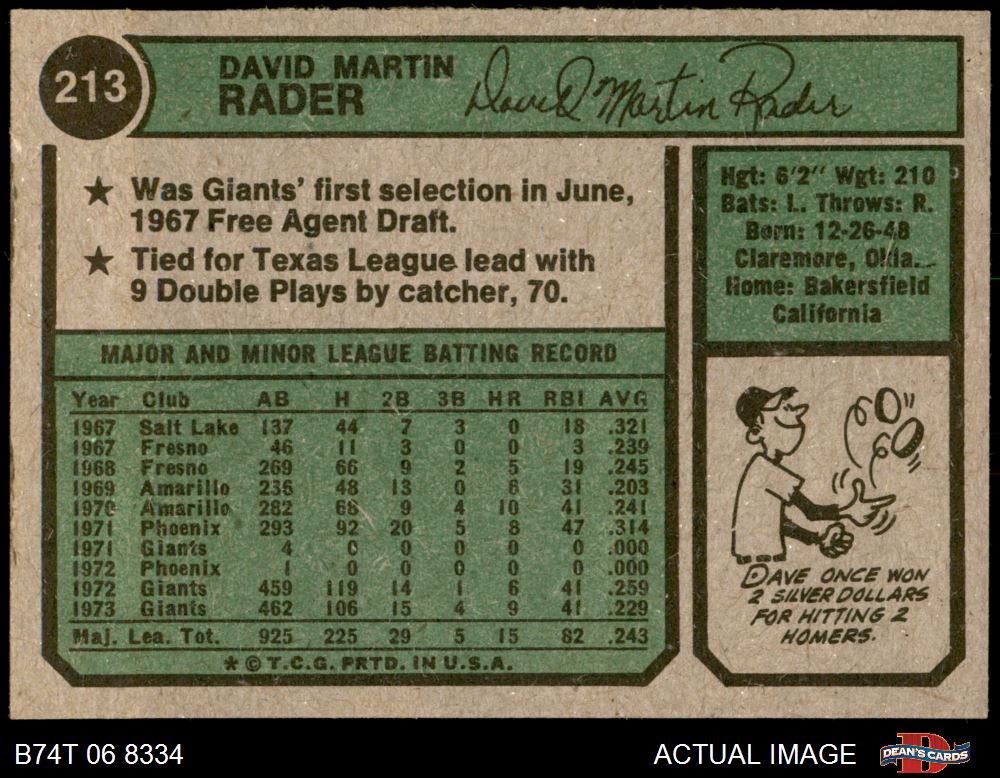 213
DAVID MARTIN
RADER
David Martin Rader
★ Was Giants' first selection in June,
1967 Free Agent Draft.
★ Tied for Texas League lead with
9 Double Plays by catcher, 70.
Hgt: 6'2'' Wgt: 210
Bats: L. Throws: R.
Born: 12-26-48
Claremore, Okla.
Home: Bakersfield
California
MAJOR AND MINOR LEAGUE BATTING RECORD
Year Club AB H 2B 3B HR RBI AVG
1967 Salt Lake 137 44 7 3 0 18 .321
1967 Fresno 46 11 3 0 0 3 .239
1968 Fresno 269 66 9 2 5 19 .245
1969 Amarillo 236 48 13 0 6 31 .203
1970 Amarillo 282 68 9 4 10 41 .241
1971 Phoenix 293 92 20 5 8 47 .314
1971 Giants 4 0 0 0 0 0 .000
1972 Phoenix 1 0 0 0 0 0 .000
1972 Giants 459 119 14 1 6 41 .259
1973 Giants 462 106 15 4 9 41 .229
Maj. Lea. Tot. 925 225 29 5 15 82 .243
* © T.C.G. PRTD. IN U.S.A.
DAVE ONCE WON
2 SILVER DOLLARS
FOR HITTING 2
HOMERS.
B74T 06 8334
ACTUAL IMAGE
DEAN'S CARDS